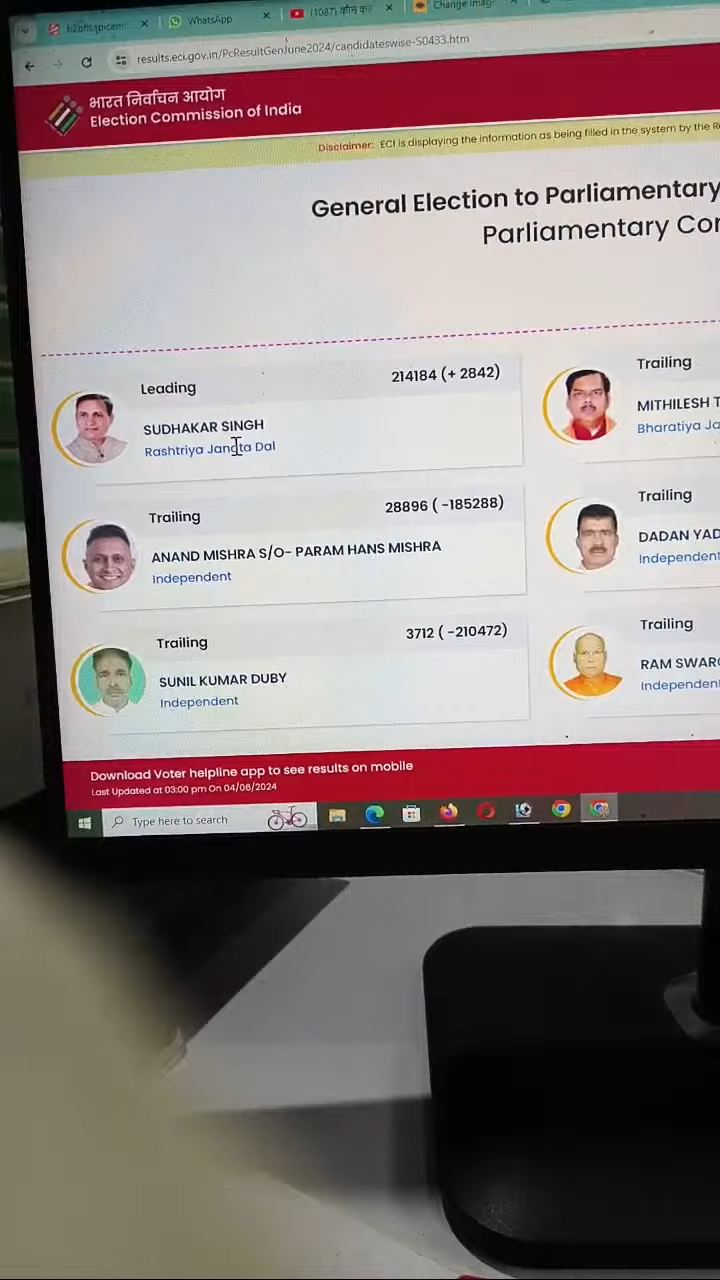 WhatsApp
(1087)
results.eci.gov.in/PcResultGenJune2024/candidateswise-S0433.htm
भारत निर्वाचन आयोग
Election Commission of India
Disclaimer: ECI is displaying the information as being filled in the system by the
General Election to Parliamentary
Parliamentary
Leading
214184 (+ 2842)
SUDHAKAR SINGH
Rashtriya Janata Dal
Trailing
MITHILESH
Bharatiya
Trailing
28896 ( -185288)
ANAND MISHRA S/O- PARAM HANS MISHRA
Independent
Trailing
DADAN
Independent
Trailing
3712 ( -210472)
SUNIL KUMAR DUBY
Independent
Trailing
RAM
Independent
Download Voter helpline app to see results on mobile
Last Updated at 03:00 pm On 04/06/2024
Type here to search